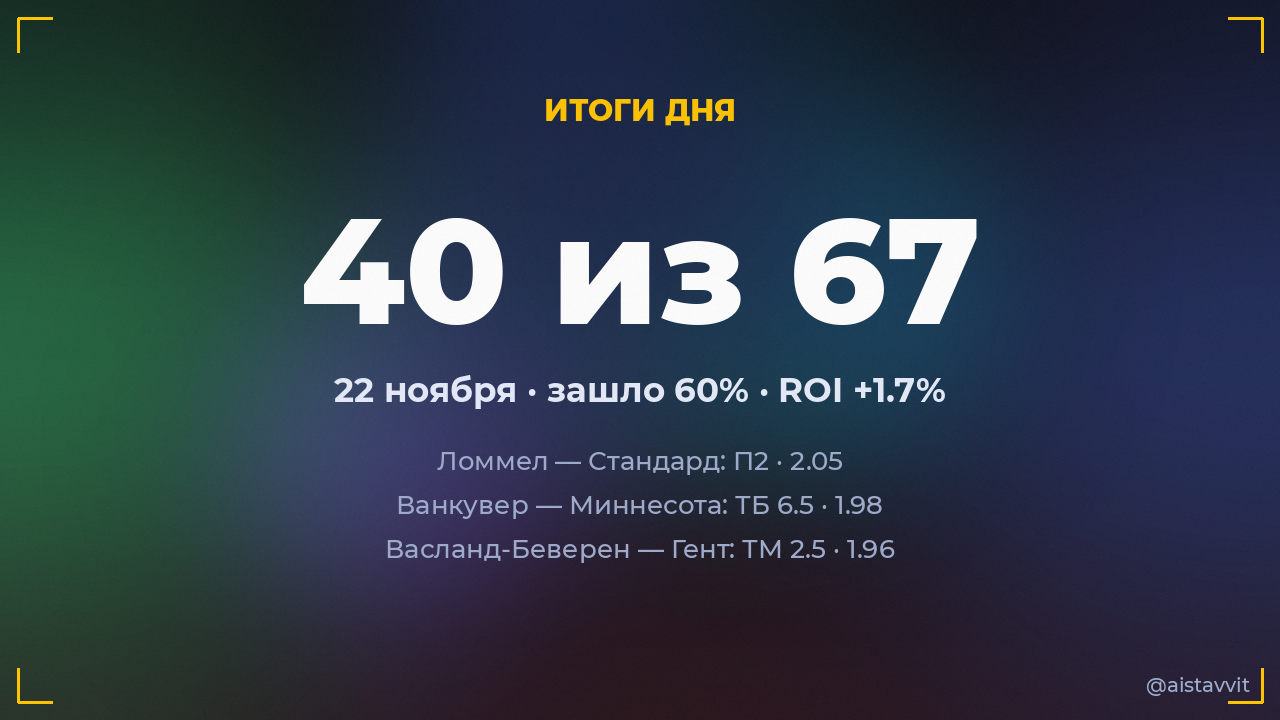 ИТОГИ ДНЯ
40 из 67
22 ноября · зашло 60% · ROI +1.7%
Ломмел — Стандард: П2 · 2.05
Ванкувер — Миннесота: ТБ 6.5 · 1.98
Васланд-Беверен — Гент: ТМ 2.5 · 1.96
@aistavvit